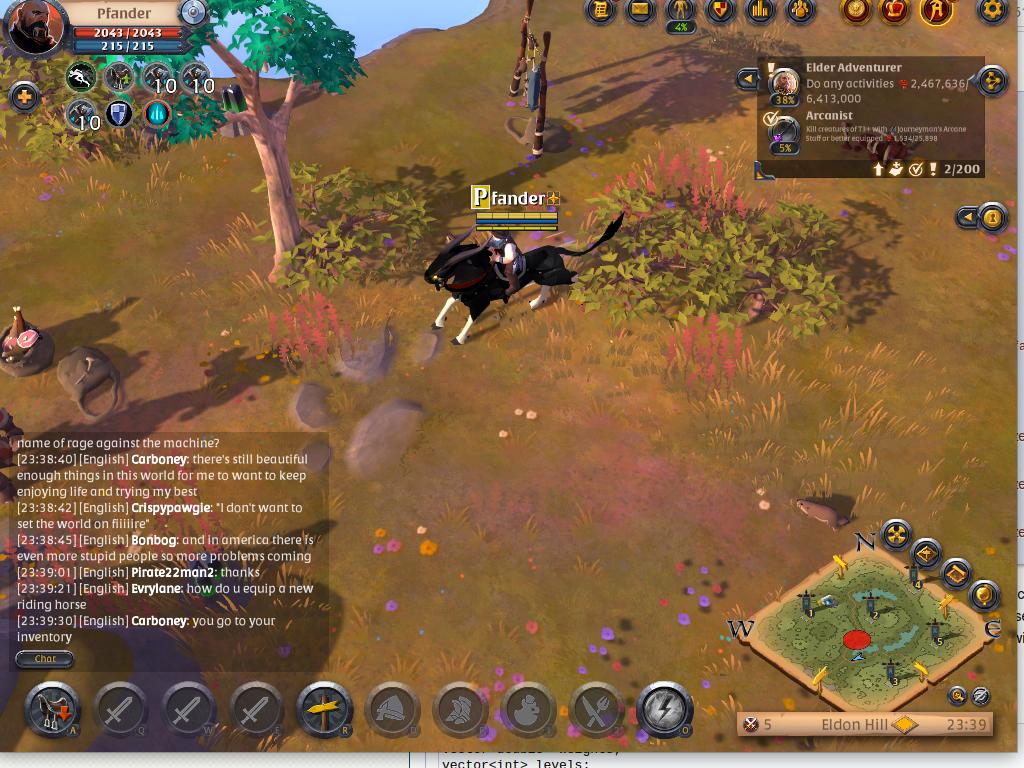 Pfander
2043/2043
215/215
10
10
10
4%
Elder Adventurer
Do any activities 2,467,636/
6,413,000
38%
Arcanist
Kill creatures of T3+ with Journeyman's Arcane
Staff or better equipped
5%
2/200
Pfander
name of rage against the machine?
[23:38:40] [English] Carboney: there's still beautiful
enough things in this world for me to want to keep
enjoying life and trying my best
[23:38:42] [English] Crispypawgie: "I don't want to
set the world on fiiiiire"
[23:38:45] [English] Bonbog: and in america there is
even more stupid people so more problems coming
[23:39:01] [English] Pirate22man2: thanks
[23:39:21] [English] Evrylane: how do u equip a new
riding horse
[23:39:30] [English] Carboney: you go to your
inventory
Chat
N
W
E
1
2
3
4
5
A
Q
W
E
R
D
O
5
Eldon Hill
23:39
vector<int> levels;